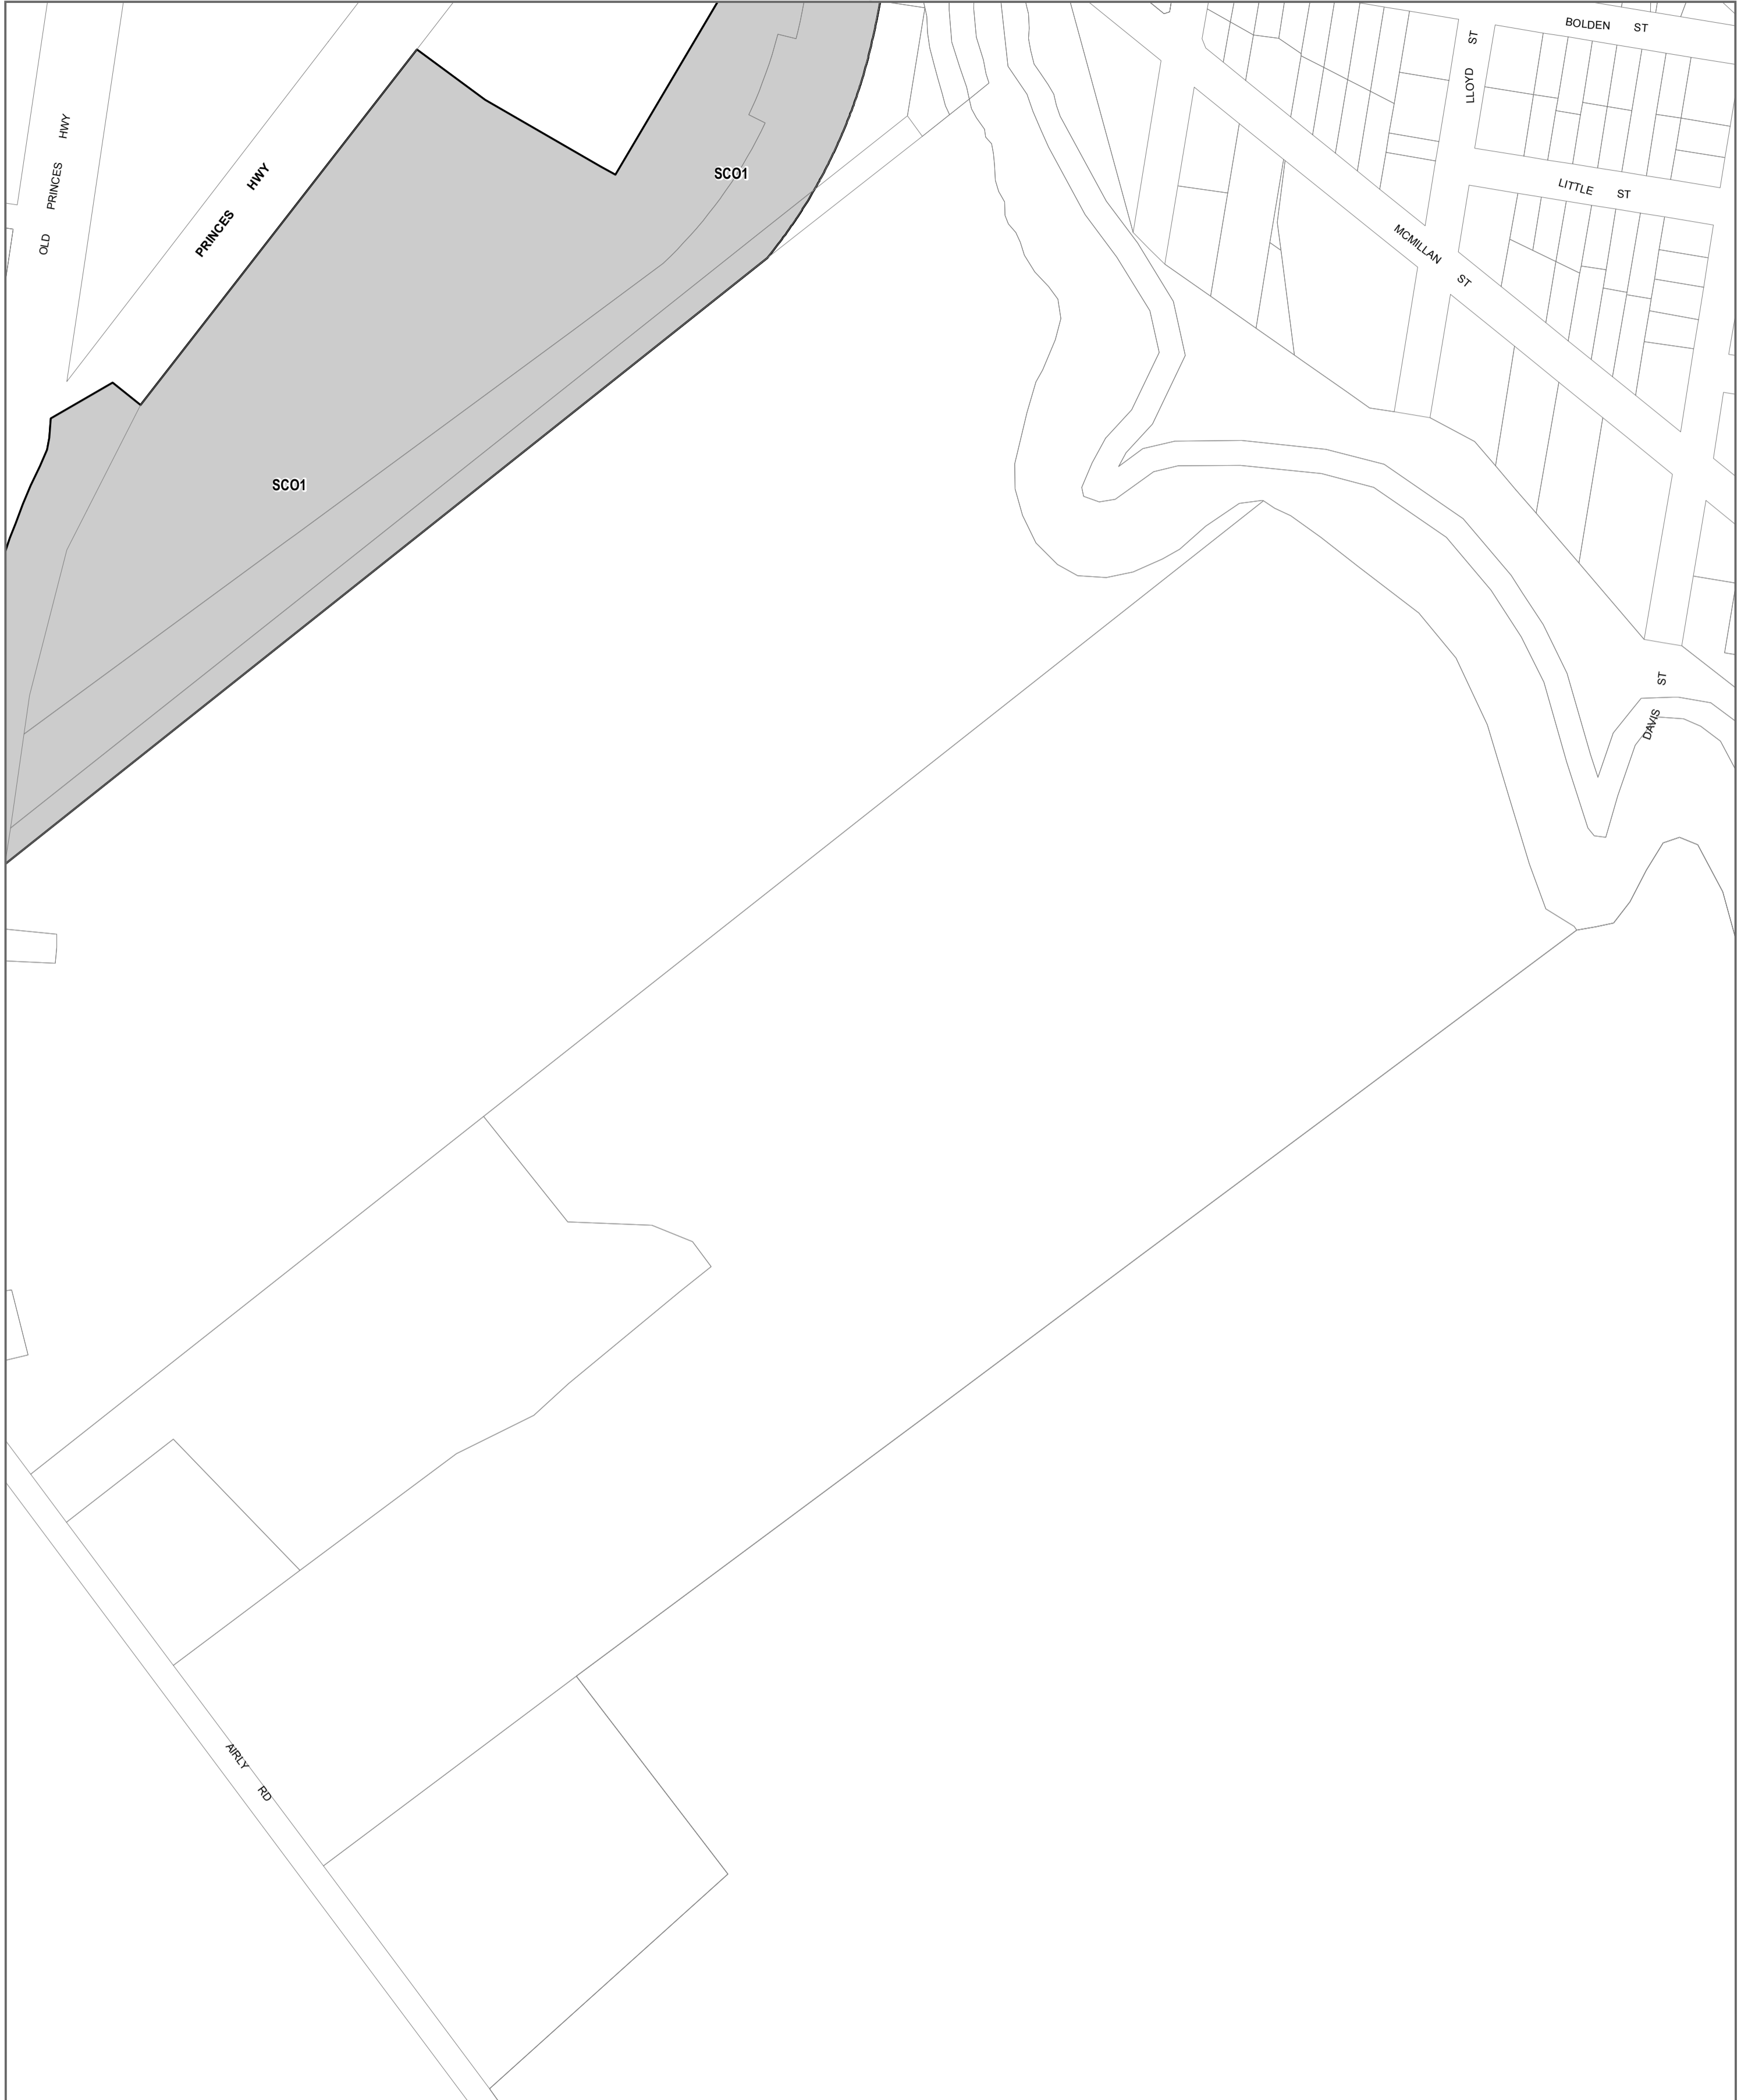 BOLDEN ST
LLOYD ST
OLD PRINCES HWY
PRINCES HWY
SCO1
LITTLE ST
MCMILLAN ST
SCO1
DAVIS ST
AIRLY RD